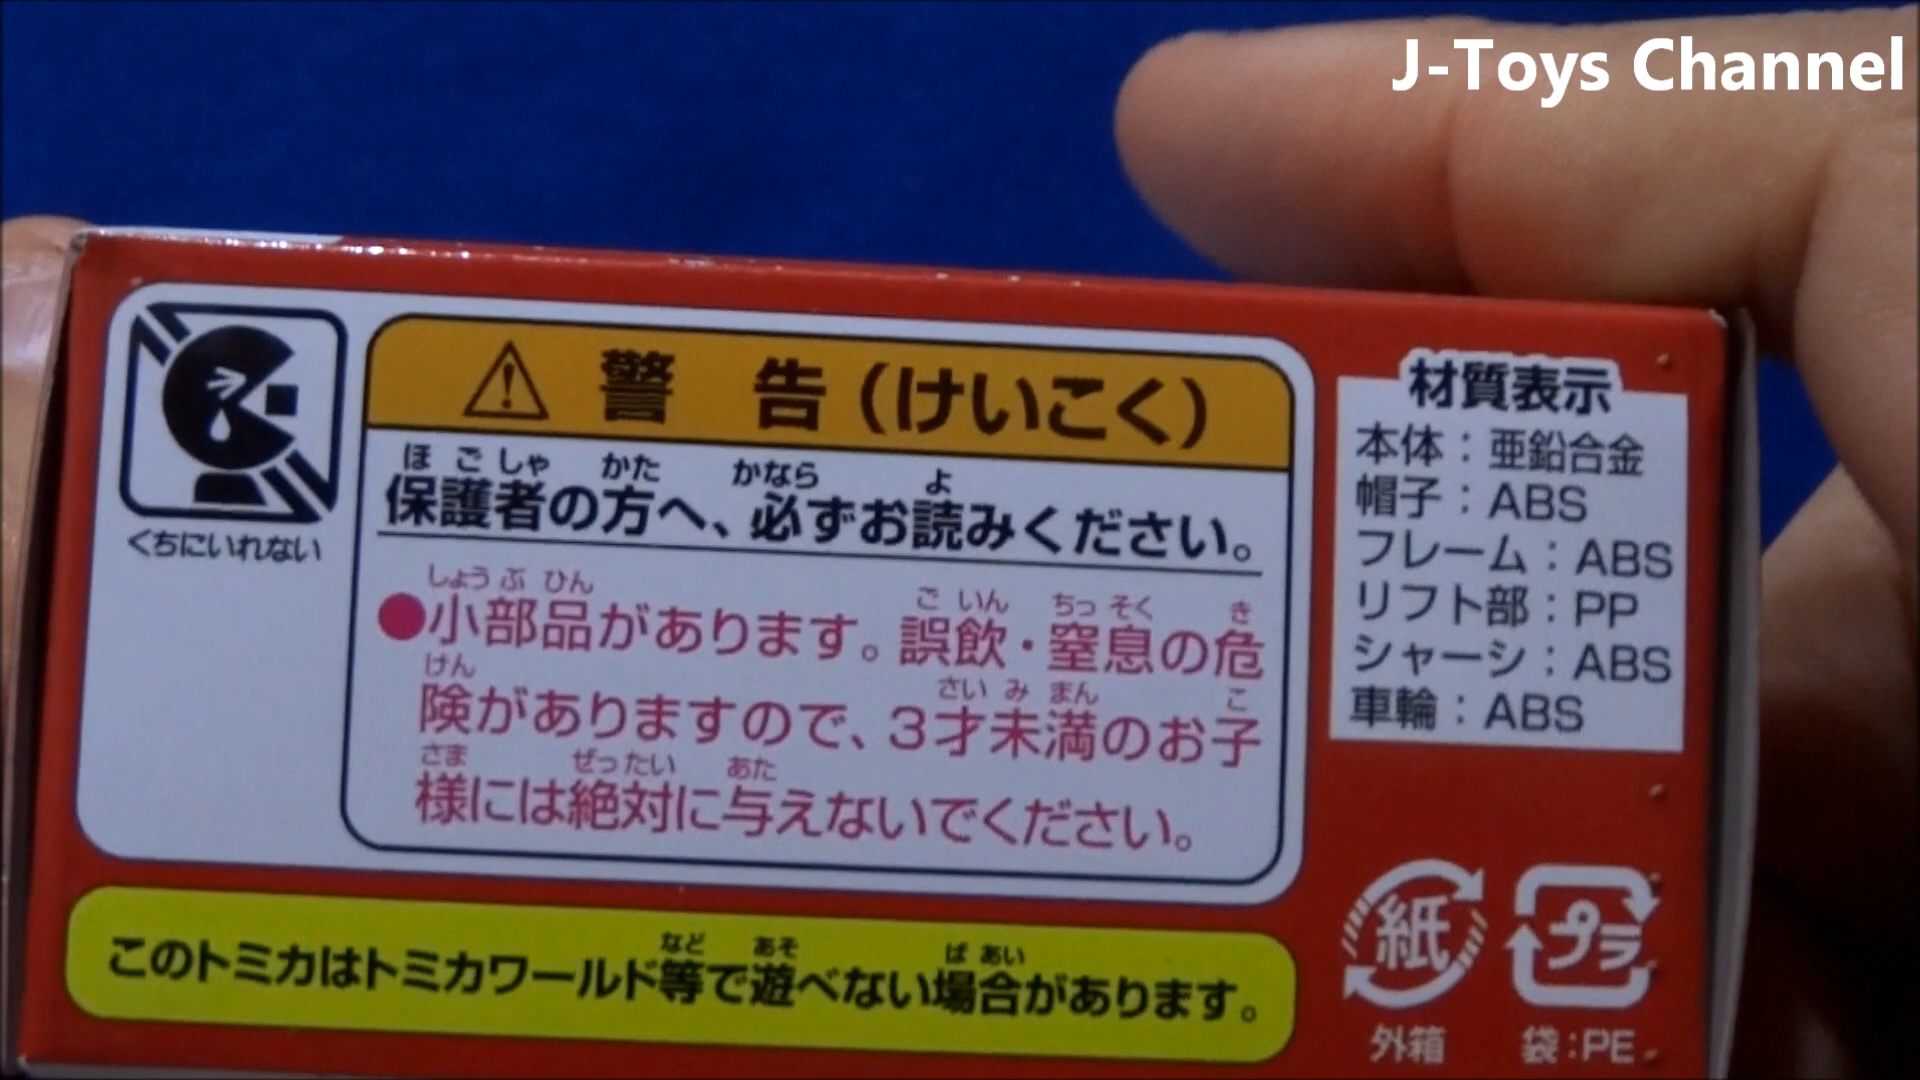 J-Toys Channel
警告(けいこく)
ほごしゃ かた かなら よ
保護者の方へ、必ずお読みください。
くちにいれない
しょうぶひん ごいん ちっそく き
●小部品があります。誤飲・窒息の危
けん さいみまん こ
険がありますので、3才未満のお子
さま ぜったい あた
様には絶対に与えないでください。
など あそ ばあい
このトミカはトミカワールド等で遊べない場合があります。
材質表示
本体:亜鉛合金
帽子:ABS
フレーム:ABS
リフト部:PP
シャーシ:ABS
車輪:ABS
紙
プラ
外箱
袋:PE